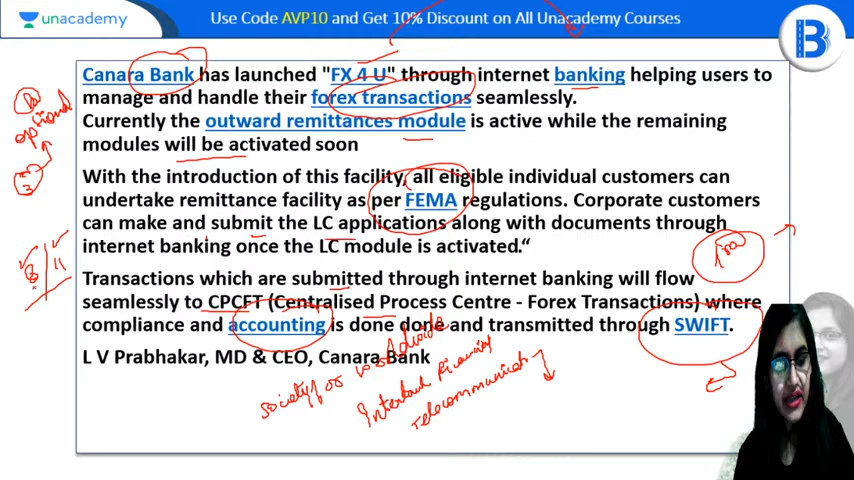 unacademy
Use Code AVP10 and Get 10% Discount on All Unacademy Courses
B
Canara Bank has launched "FX 4 U" through internet banking helping users to
manage and handle their forex transactions seamlessly.
Currently the outward remittances module is active while the remaining
modules will be activated soon
With the introduction of this facility, all eligible individual customers can
undertake remittance facility as per FEMA regulations. Corporate customers
can make and submit the LC applications along with documents through
internet banking once the LC module is activated.“
Transactions which are submitted through internet banking will flow
seamlessly to CPCFT (Centralised Process Centre - Forex Transactions) where
compliance and accounting is done done and transmitted through SWIFT.
L V Prabhakar, MD & CEO, Canara Bank
optional
society for worldwide
Interbank Financial
Telecommunication